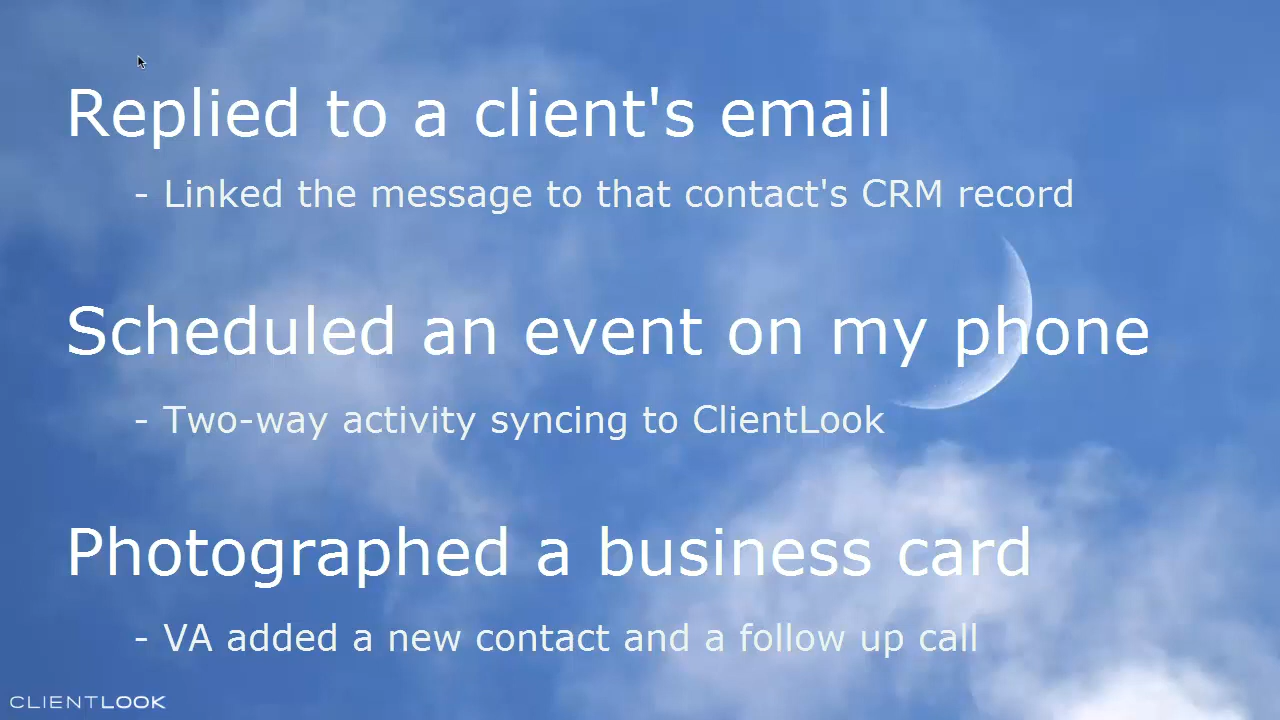 Replied to a client's email
- Linked the message to that contact's CRM record
Scheduled an event on my phone
- Two-way activity syncing to ClientLook
Photographed a business card
- VA added a new contact and a follow up call
CLIENTLOOK